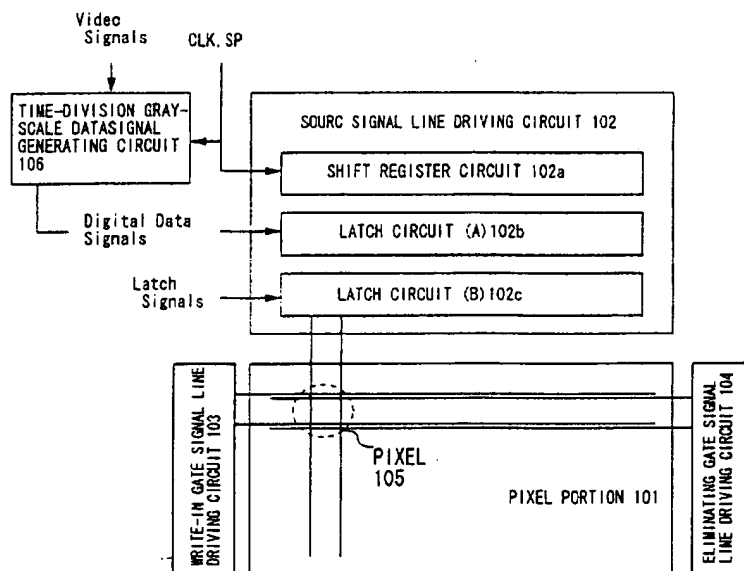 Video
Signals
CLK.SP
TIME-DIVISION GRAY-
SCALE DATASIGNAL
GENERATING CIRCUIT
106
SOURC SIGNAL LINE DRIVING CIRCUIT 102
SHIFT REGISTER CIRCUIT 102a
Digital Data
Signals
LATCH CIRCUIT (A)102b
Latch
Signals
LATCH CIRCUIT (B)102c
WRITE-IN GATE SIGNAL LINE
DRIVING CIRCUIT 103
PIXEL
105
PIXEL PORTION 101
ELIMINATING GATE SIGNAL
LINE DRIVING CIRCUIT 104